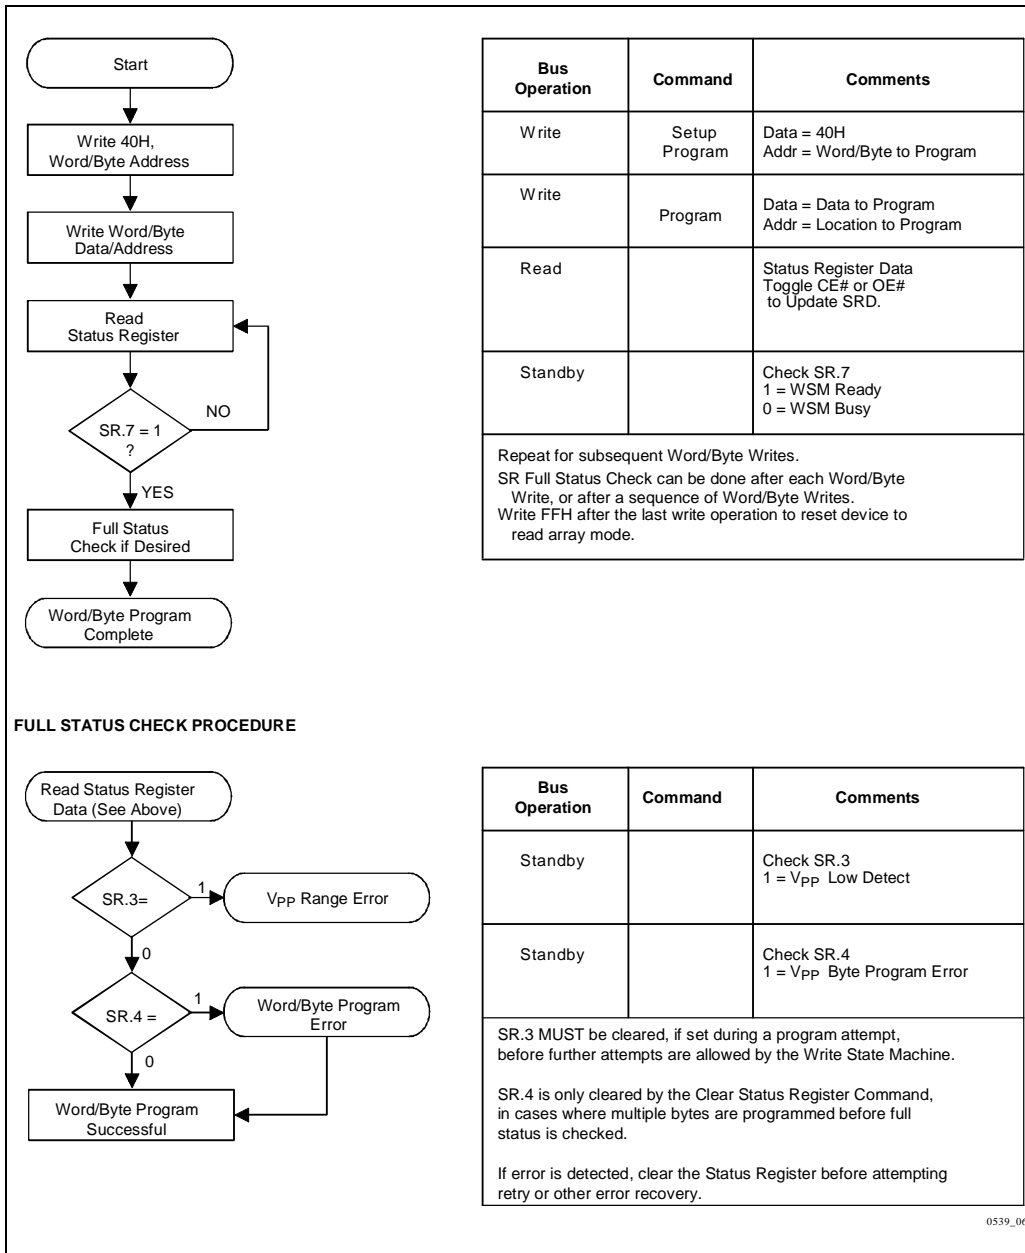 Start
Write 40H,
Word/Byte Address
Write Word/Byte
Data/Address
Read
Status Register
NO
SR.7 = 1
?
YES
Full Status
Check if Desired
Word/Byte Program
Complete
Bus
Operation
Command
Comments
Write
Setup
Program
Data = 40H
Addr = Word/Byte to Program
Write
Program
Data = Data to Program
Addr = Location to Program
Read
Status Register Data
Toggle CE# or OE#
to Update SRD.
Standby
Check SR.7
1 = WSM Ready
0 = WSM Busy
Repeat for subsequent Word/Byte Writes.
SR Full Status Check can be done after each Word/Byte
Write, or after a sequence of Word/Byte Writes.
Write FFH after the last write operation to reset device to
read array mode.
FULL STATUS CHECK PROCEDURE
Read Status Register
Data (See Above)
SR.3=
1
VPP Range Error
0
SR.4 =
1
Word/Byte Program
Error
0
Word/Byte Program
Successful
Bus
Operation
Command
Comments
Standby
Check SR.3
1 = VPP Low Detect
Standby
Check SR.4
1 = VPP Byte Program Error
SR.3 MUST be cleared, if set during a program attempt,
before further attempts are allowed by the Write State Machine.
SR.4 is only cleared by the Clear Status Register Command,
in cases where multiple bytes are programmed before full
status is checked.
If error is detected, clear the Status Register before attempting
retry or other error recovery.
0539_06